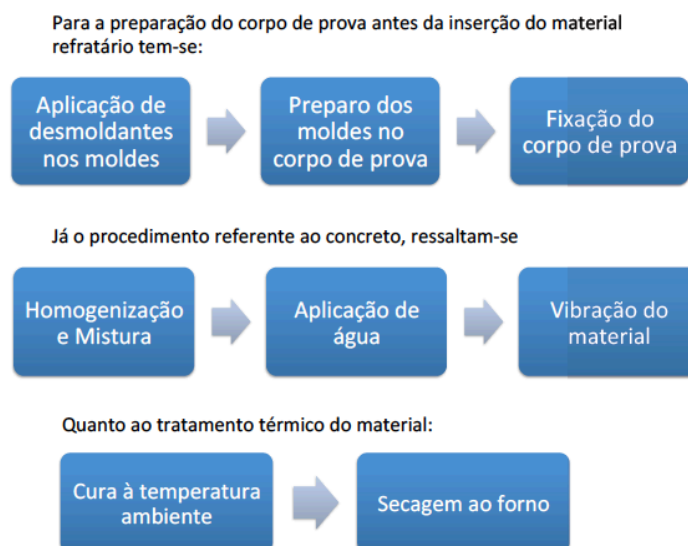 Para a preparação do corpo de prova antes da inserção do material
refratário tem-se:
Aplicação de
desmoldantes
nos moldes
Preparo dos
moldes no
corpo de prova
Fixação do
corpo de prova
Já o procedimento referente ao concreto, ressaltam-se
Homogenização
e Mistura
Aplicação de
água
Vibração do
material
Quanto ao tratamento térmico do material:
Cura à temperatura
ambiente
Secagem ao forno